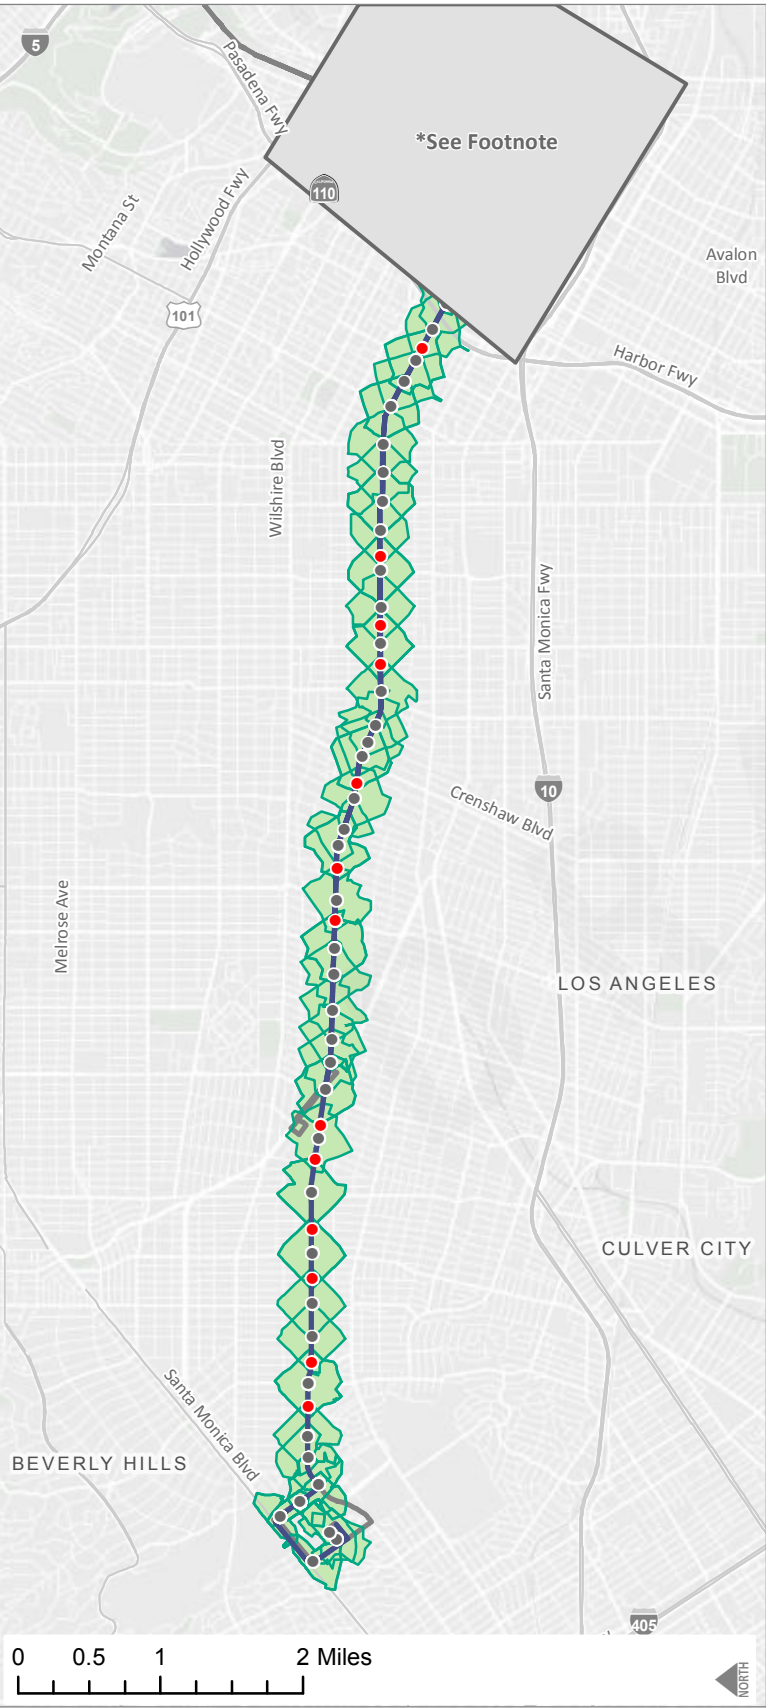 5
Pasadena Fwy
*See Footnote
CALIFORNIA
110
Montana St
Hollywood Fwy
Avalon
Blvd
101
Harbor Fwy
Wilshire Blvd
Santa Monica Fwy
10
Crenshaw Blvd
Melrose Ave
LOS ANGELES
CULVER CITY
Santa Monica Blvd
BEVERLY HILLS
405
0 0.5 1 2 Miles
NORTH